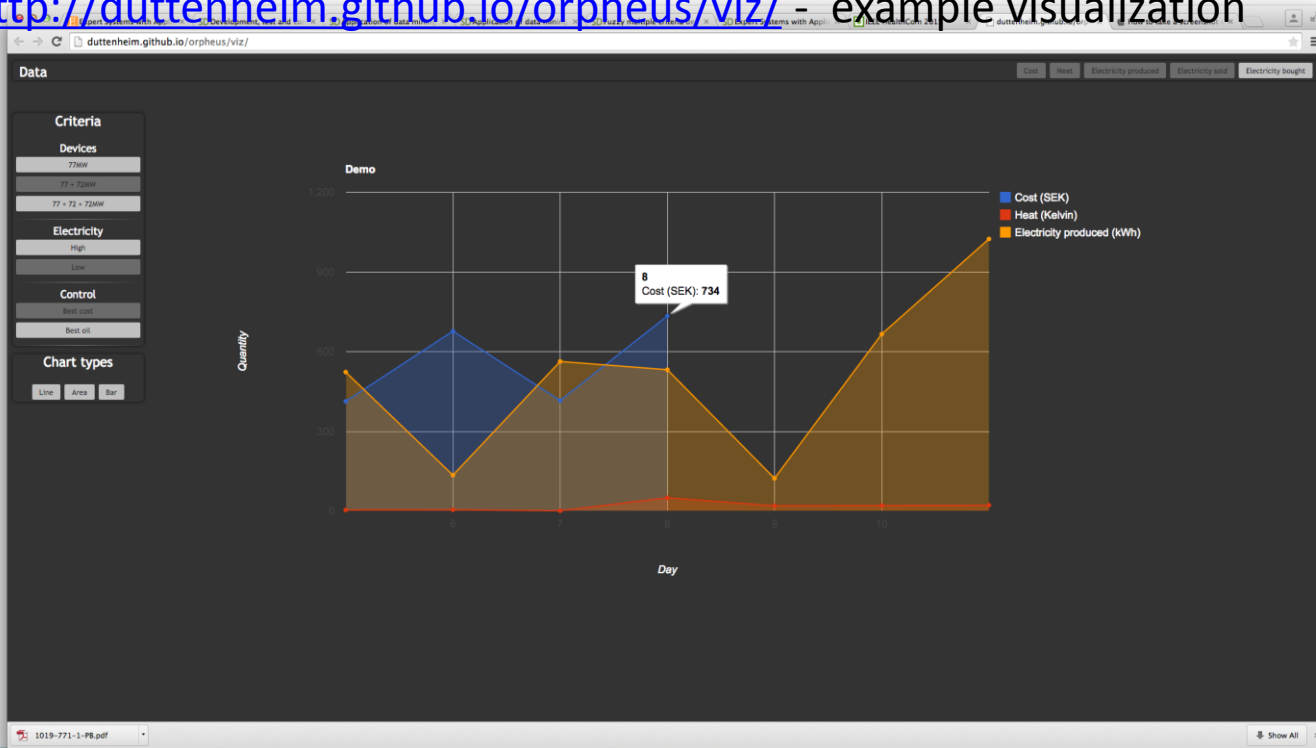 ttp://duttenheim.github.io/orpheus/viz/ - example visualization
duttenheim.github.io/orpheus/viz/
Data
Cost Heat Electricity produced Electricity sold Electricity bought
Criteria
Devices
77MW
77 + 72MW
77 + 72 + 72MW
Electricity
High
Low
Control
Best cost
Best oil
Chart types
Line Area Bar
Demo
1,200
900
600
300
0
Quantity
8
Cost (SEK): 734
Cost (SEK)
Heat (Kelvin)
Electricity produced (kWh)
6 7 8 9 10
Day
1019-771-1-PB.pdf
Show All